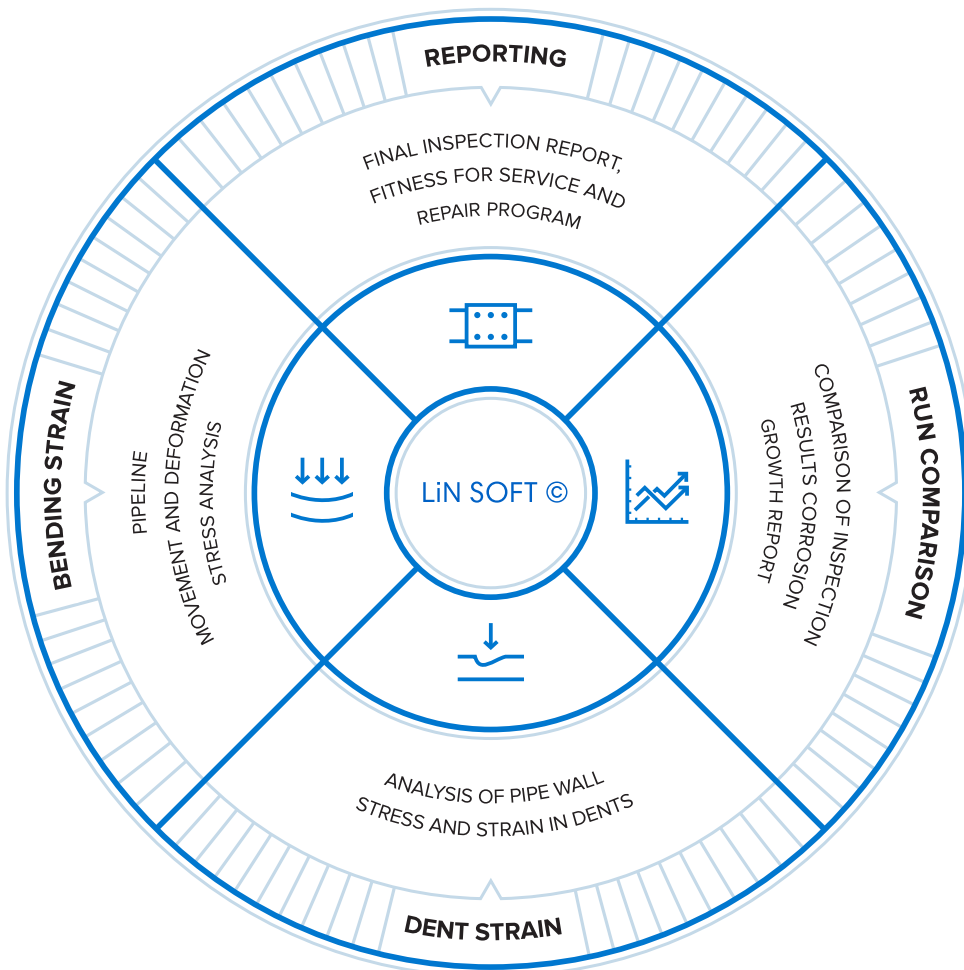 REPORTING
FINAL INSPECTION REPORT,
FITNESS FOR SERVICE AND
REPAIR PROGRAM
BENDING STRAIN
PIPELINE
MOVEMENT AND DEFORMATION
STRESS ANALYSIS
LiN SOFT ©
RUN COMPARISON
COMPARISON OF INSPECTION
RESULTS CORROSION
GROWTH REPORT
ANALYSIS OF PIPE WALL
STRESS AND STRAIN IN DENTS
DENT STRAIN